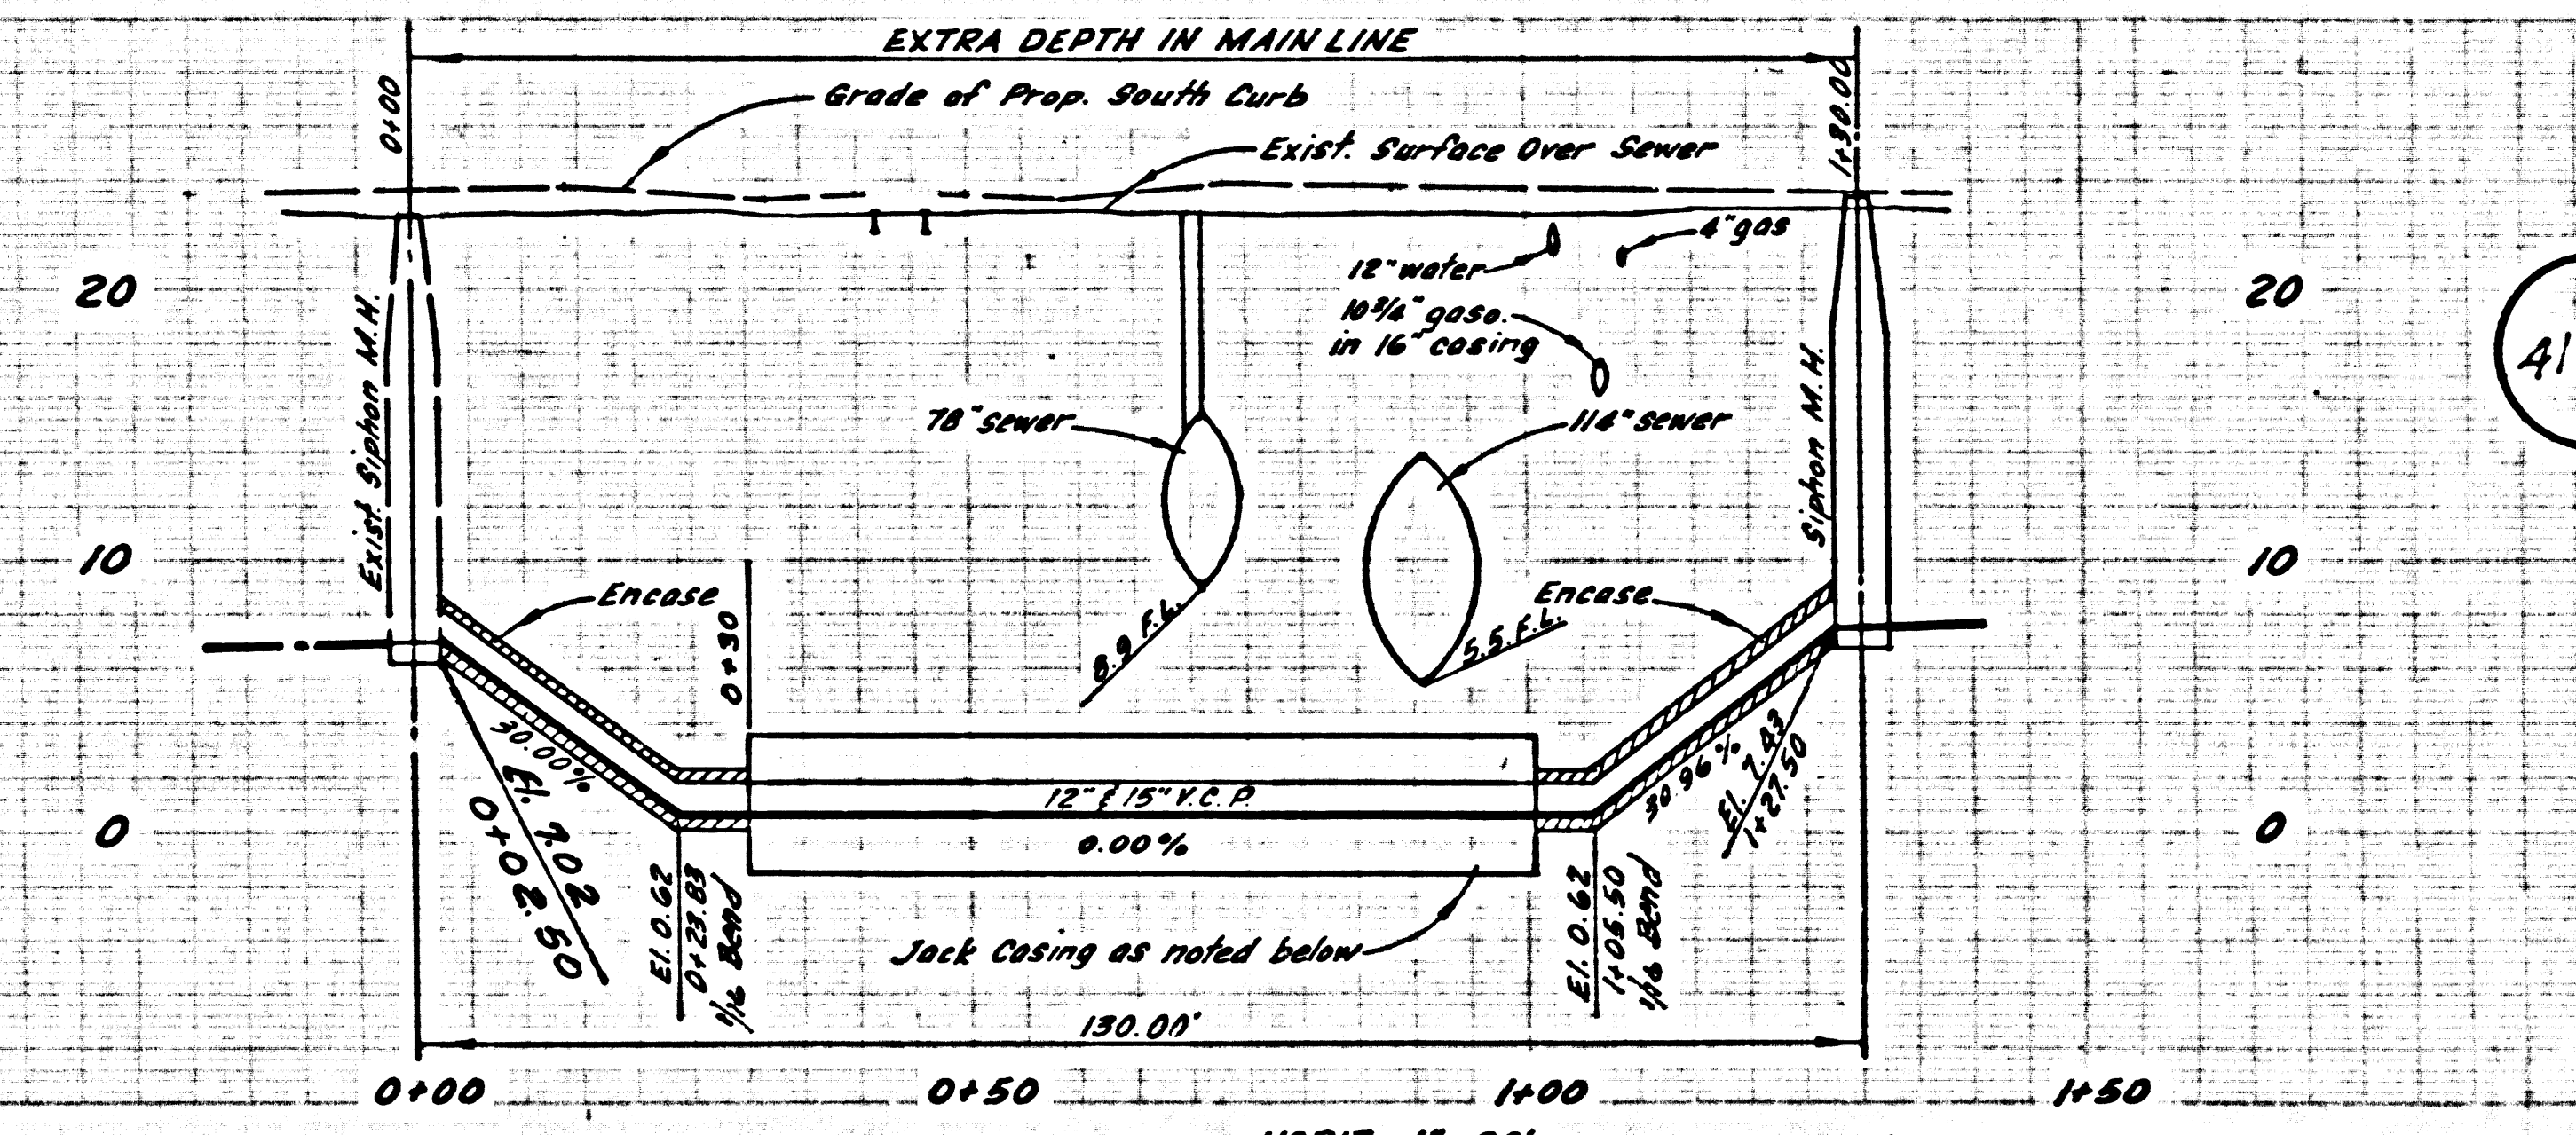 EXTRA DEPTH IN MAIN LINE
0+00
Grade of Prop. South Curb
Exist. Surface Over Sewer
1+30.00
20
Exist. Siphon M.H.
12" water
4" gas
10 3/4" gaso.
in 16" casing
20
41
78" sewer
114" sewer
Siphon M.H.
10
Encase
0+30
8.9 F.L.
5.5. F.L.
Encase
10
30.00%
El. 7.02
0+02.50
12" & 15" V.C.P.
0.00%
30.96%
El. 7.43
1+27.50
0
0
El. 0.62
0+23.83
1/16 Bend
Jack Casing as noted below
El. 0.62
1+05.50
1/16 Bend
130.00'
0+00
0+50
1+00
1+50